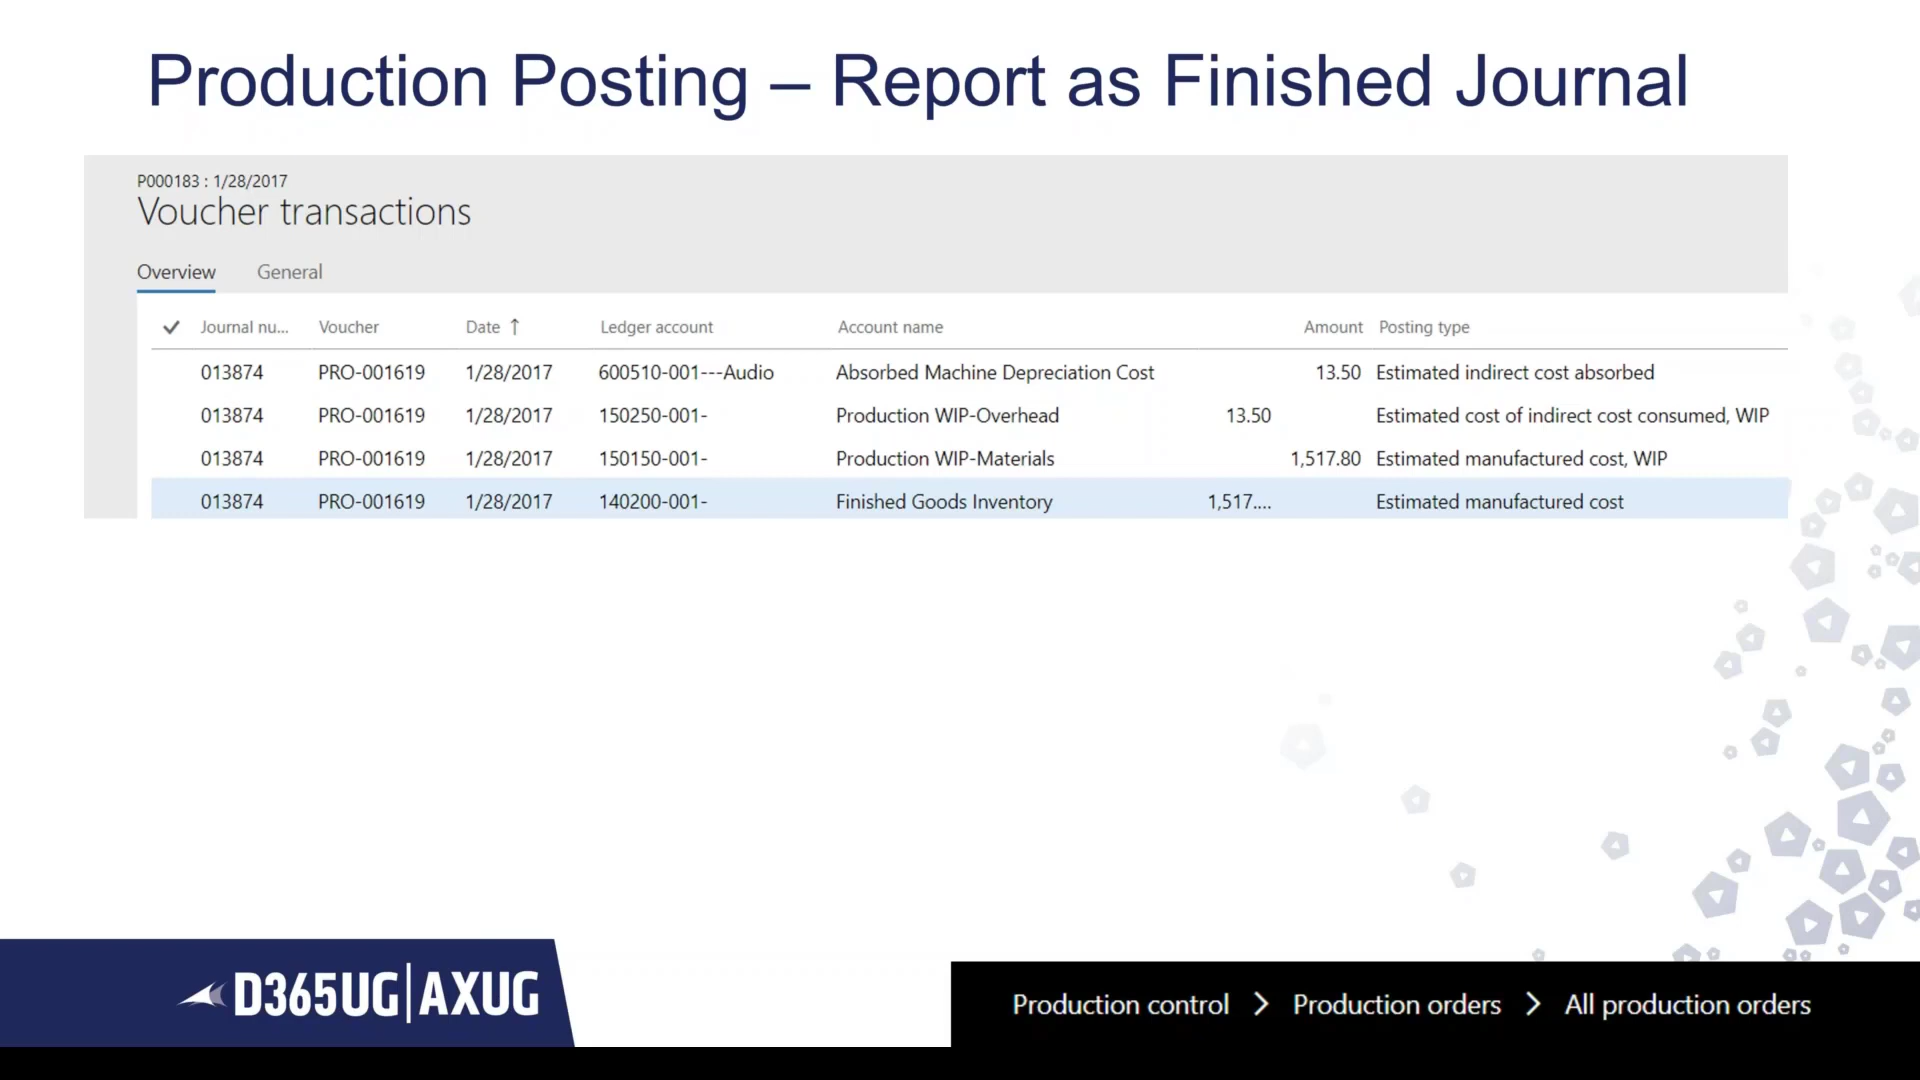 Production Posting – Report as Finished Journal
P000183 : 1/28/2017
Voucher transactions
Overview General
Journal nu... Voucher Date ↑ Ledger account Account name Amount Posting type
013874 PRO-001619 1/28/2017 600510-001---Audio Absorbed Machine Depreciation Cost 13.50 Estimated indirect cost absorbed
013874 PRO-001619 1/28/2017 150250-001- Production WIP-Overhead 13.50 Estimated cost of indirect cost consumed, WIP
013874 PRO-001619 1/28/2017 150150-001- Production WIP-Materials 1,517.80 Estimated manufactured cost, WIP
013874 PRO-001619 1/28/2017 140200-001- Finished Goods Inventory 1,517.... Estimated manufactured cost
D365UG|AXUG
Production control > Production orders > All production orders